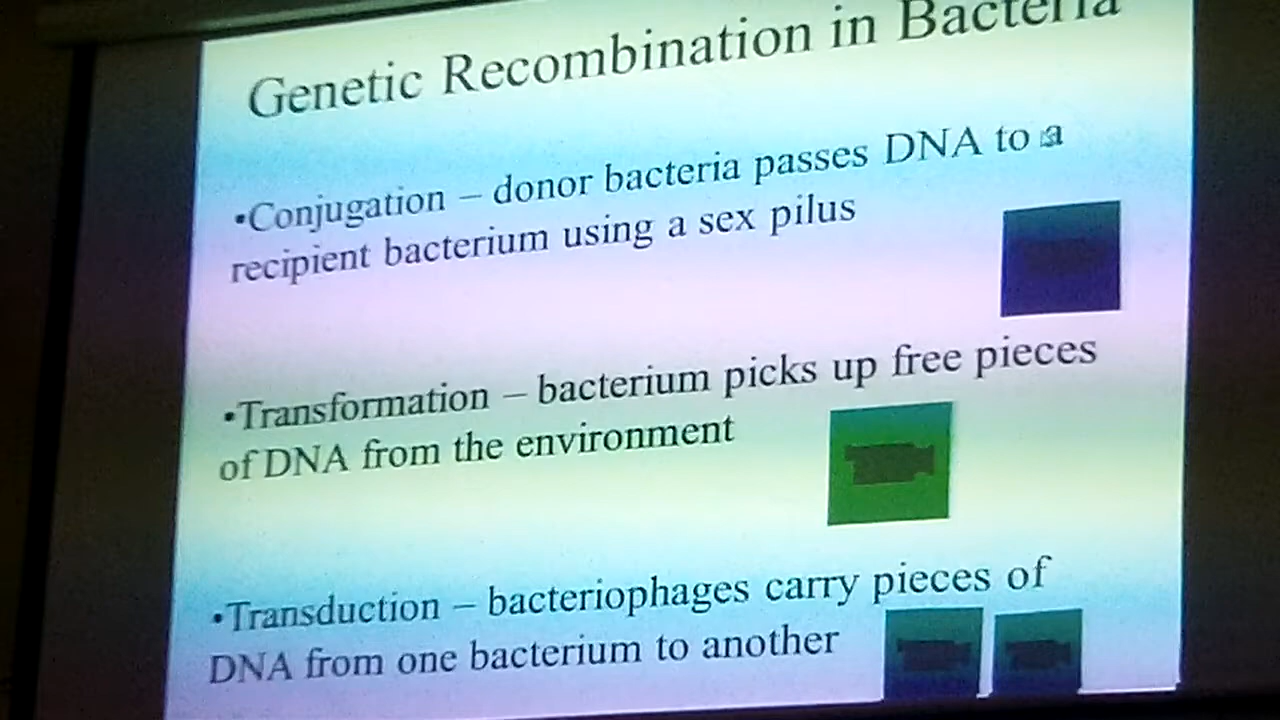 Genetic Recombination in Bacteria
•Conjugation – donor bacteria passes DNA to a
recipient bacterium using a sex pilus
•Transformation – bacterium picks up free pieces
of DNA from the environment
•Transduction – bacteriophages carry pieces of
DNA from one bacterium to another